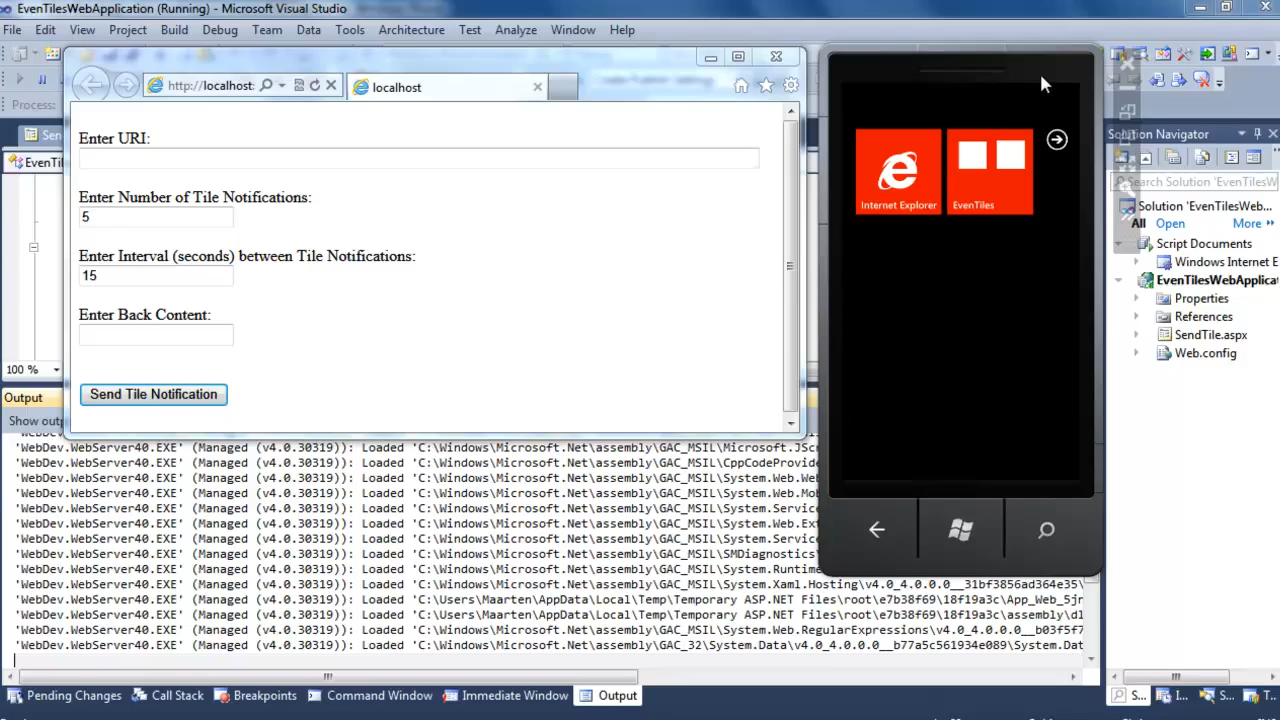 EvenTilesWebApplication (Running) - Microsoft Visual Studio
File Edit View Project Build Debug Team Data Tools Architecture Test Analyze Window Help
http://localhost:
localhost
Process:
Sen
EvenTil
Enter URI:
Enter Number of Tile Notifications:
5
Enter Interval (seconds) between Tile Notifications:
15
Enter Back Content:
Send Tile Notification
Internet Explorer
EvenTiles
Solution Navigator
Search Solution 'EvenTilesW
Solution 'EvenTilesWeb...
All Open More
Script Documents
Windows Internet E
EvenTilesWebApplicat
Properties
References
SendTile.aspx
Web.config
100 %
Output
Show outp
'WebDev.WebServer40.EXE' (Managed (v4.0.30319)): Loaded 'C:\Windows\Microsoft.Net\assembly\GAC_MSIL\Microsoft.JScr
'WebDev.WebServer40.EXE' (Managed (v4.0.30319)): Loaded 'C:\Windows\Microsoft.Net\assembly\GAC_MSIL\CppCodeProvide
'WebDev.WebServer40.EXE' (Managed (v4.0.30319)): Loaded 'C:\Windows\Microsoft.Net\assembly\GAC_MSIL\System.Web.Web
'WebDev.WebServer40.EXE' (Managed (v4.0.30319)): Loaded 'C:\Windows\Microsoft.Net\assembly\GAC_MSIL\System.Web.Mob
'WebDev.WebServer40.EXE' (Managed (v4.0.30319)): Loaded 'C:\Windows\Microsoft.Net\assembly\GAC_MSIL\System.Service
'WebDev.WebServer40.EXE' (Managed (v4.0.30319)): Loaded 'C:\Windows\Microsoft.Net\assembly\GAC_MSIL\System.Web.Ext
'WebDev.WebServer40.EXE' (Managed (v4.0.30319)): Loaded 'C:\Windows\Microsoft.Net\assembly\GAC_MSIL\System.Service
'WebDev.WebServer40.EXE' (Managed (v4.0.30319)): Loaded 'C:\Windows\Microsoft.Net\assembly\GAC_MSIL\SMDiagnostics\
'WebDev.WebServer40.EXE' (Managed (v4.0.30319)): Loaded 'C:\Windows\Microsoft.Net\assembly\GAC_MSIL\System.Runtime
'WebDev.WebServer40.EXE' (Managed (v4.0.30319)): Loaded 'C:\Windows\Microsoft.Net\assembly\GAC_MSIL\System.Xaml.Hosting\v4.0_4.0.0.0__31bf3856ad364e35\
'WebDev.WebServer40.EXE' (Managed (v4.0.30319)): Loaded 'C:\Users\Maarten\AppData\Local\Temp\Temporary ASP.NET Files\root\e7b38f69\18f19a3c\App_Web_5jr
'WebDev.WebServer40.EXE' (Managed (v4.0.30319)): Loaded 'C:\Users\Maarten\AppData\Local\Temp\Temporary ASP.NET Files\root\e7b38f69\18f19a3c\assembly\d1
'WebDev.WebServer40.EXE' (Managed (v4.0.30319)): Loaded 'C:\Windows\Microsoft.Net\assembly\GAC_MSIL\System.Web.RegularExpressions\v4.0_4.0.0.0__b03f5f7
'WebDev.WebServer40.EXE' (Managed (v4.0.30319)): Loaded 'C:\Windows\Microsoft.Net\assembly\GAC_32\System.Data\v4.0_4.0.0.0__b77a5c561934e089\System.Dat
Pending Changes Call Stack Breakpoints Command Window Immediate Window Output S... I... S... T...